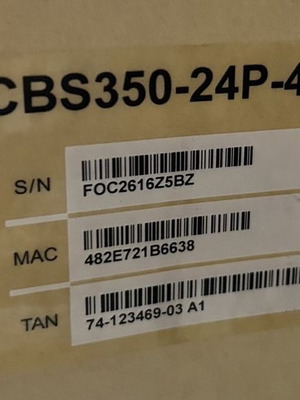 CBS350-24P-4
S/N FOC2616Z5BZ
MAC 482E721B6638
TAN 74-123469-03 A1